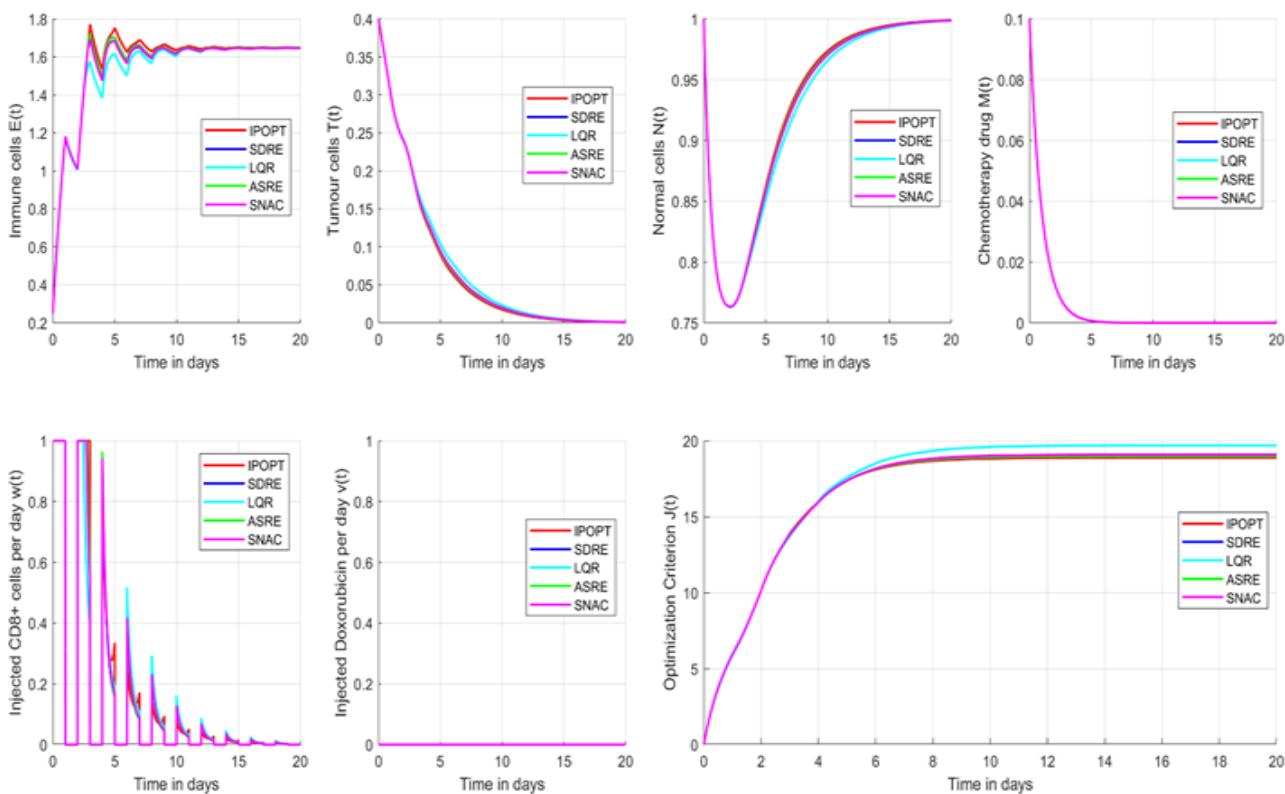 1.8
1.6
1.4
1.2
1
0.8
0.6
0.4
0.2
Immune cells E(t)
IPOPT
SDRE
LQR
ASRE
SNAC
0 5 10 15 20
Time in days
0.4
0.35
0.3
0.25
0.2
0.15
0.1
0.05
0
Tumour cells T(t)
IPOPT
SDRE
LQR
ASRE
SNAC
0 5 10 15 20
Time in days
1
0.95
0.9
0.85
0.8
0.75
Normal cells N(t)
IPOPT
SDRE
LQR
ASRE
SNAC
0 5 10 15 20
Time in days
0.1
0.08
0.06
0.04
0.02
0
Chemotherapy drug M(t)
IPOPT
SDRE
LQR
ASRE
SNAC
0 5 10 15 20
Time in days
1
0.8
0.6
0.4
0.2
0
Injected CD8+ cells per day w(t)
IPOPT
SDRE
LQR
ASRE
SNAC
0 5 10 15 20
Time in days
1
0.8
0.6
0.4
0.2
0
Injected Doxorubicin per day v(t)
IPOPT
SDRE
LQR
ASRE
SNAC
0 5 10 15 20
Time in days
20
15
10
5
0
Optimization Criterion J(t)
IPOPT
SDRE
LQR
ASRE
SNAC
0 2 4 6 8 10 12 14 16 18 20
Time in days